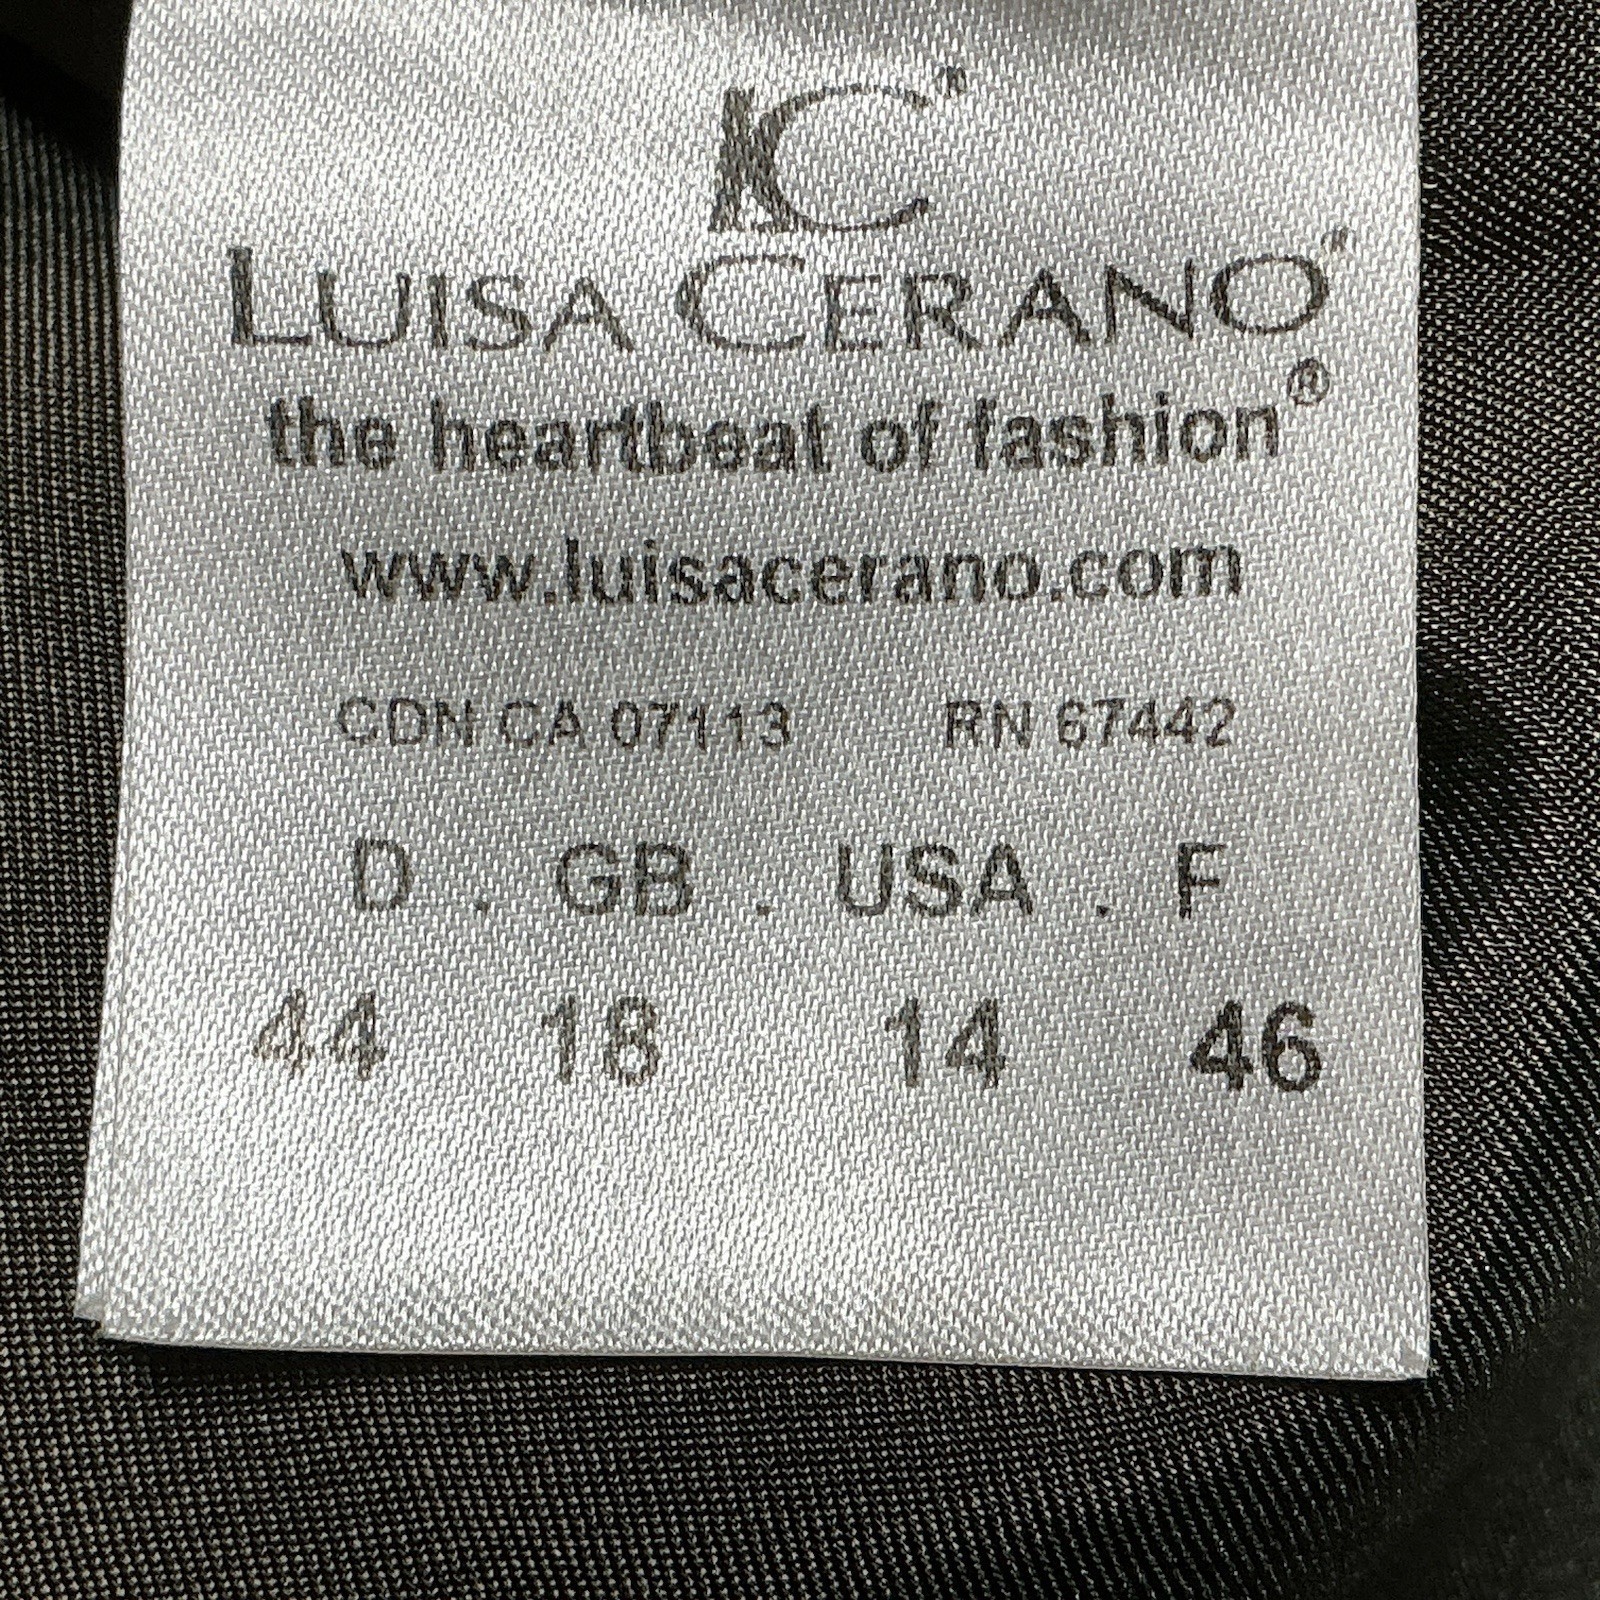 LC
LUISA CERANO
the heartbeat of fashion®
www.luisacerano.com
CDN CA 07113 RN 67442
D . GB . USA . F
44 18 14 46